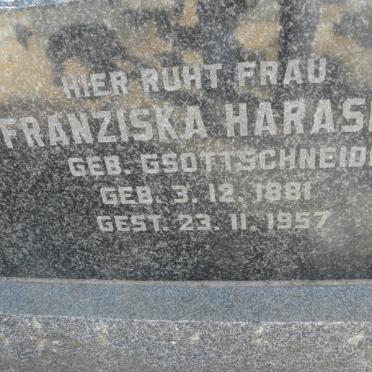 HIER RUHT FRAU
FRANZISKA HARAS
GEB. GSOTTSCHNEID
GEB. 3. 12. 1881
GEST. 23. 11. 1957